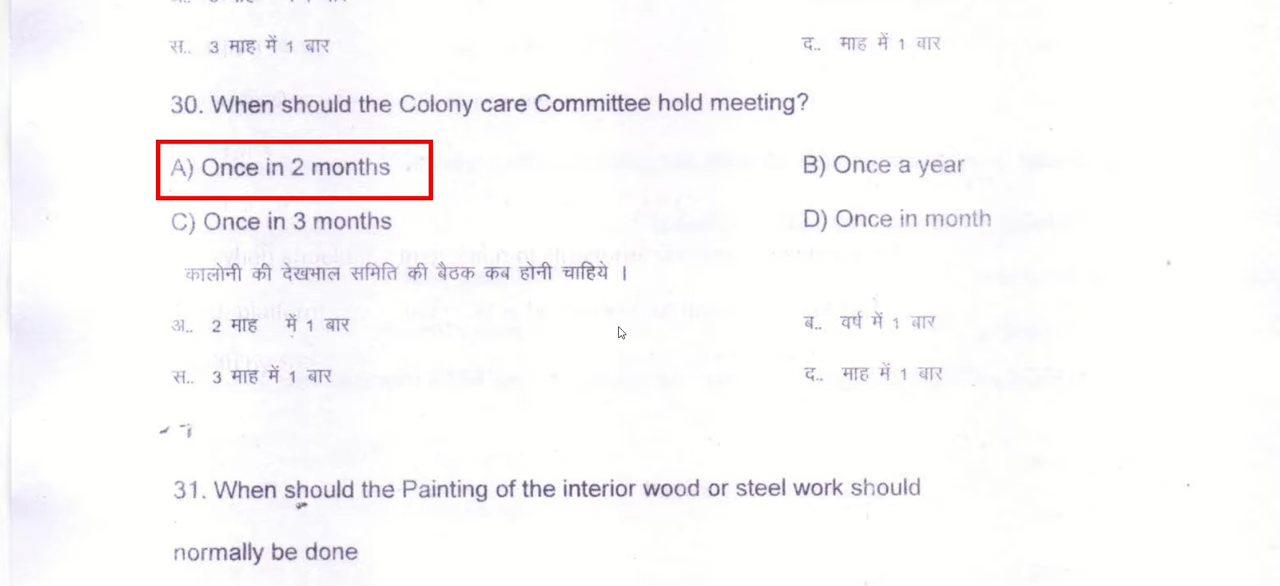 स.. 3 माह में 1 बार
द.. माह में 1 बार
30. When should the Colony care Committee hold meeting?
A) Once in 2 months
B) Once a year
C) Once in 3 months
D) Once in month
कालोनी की देखभाल समिति की बैठक कब होनी चाहिये ।
अ.. 2 माह में 1 बार
ब.. वर्ष में 1 बार
स.. 3 माह में 1 बार
द.. माह में 1 बार
31. When should the Painting of the interior wood or steel work should
normally be done